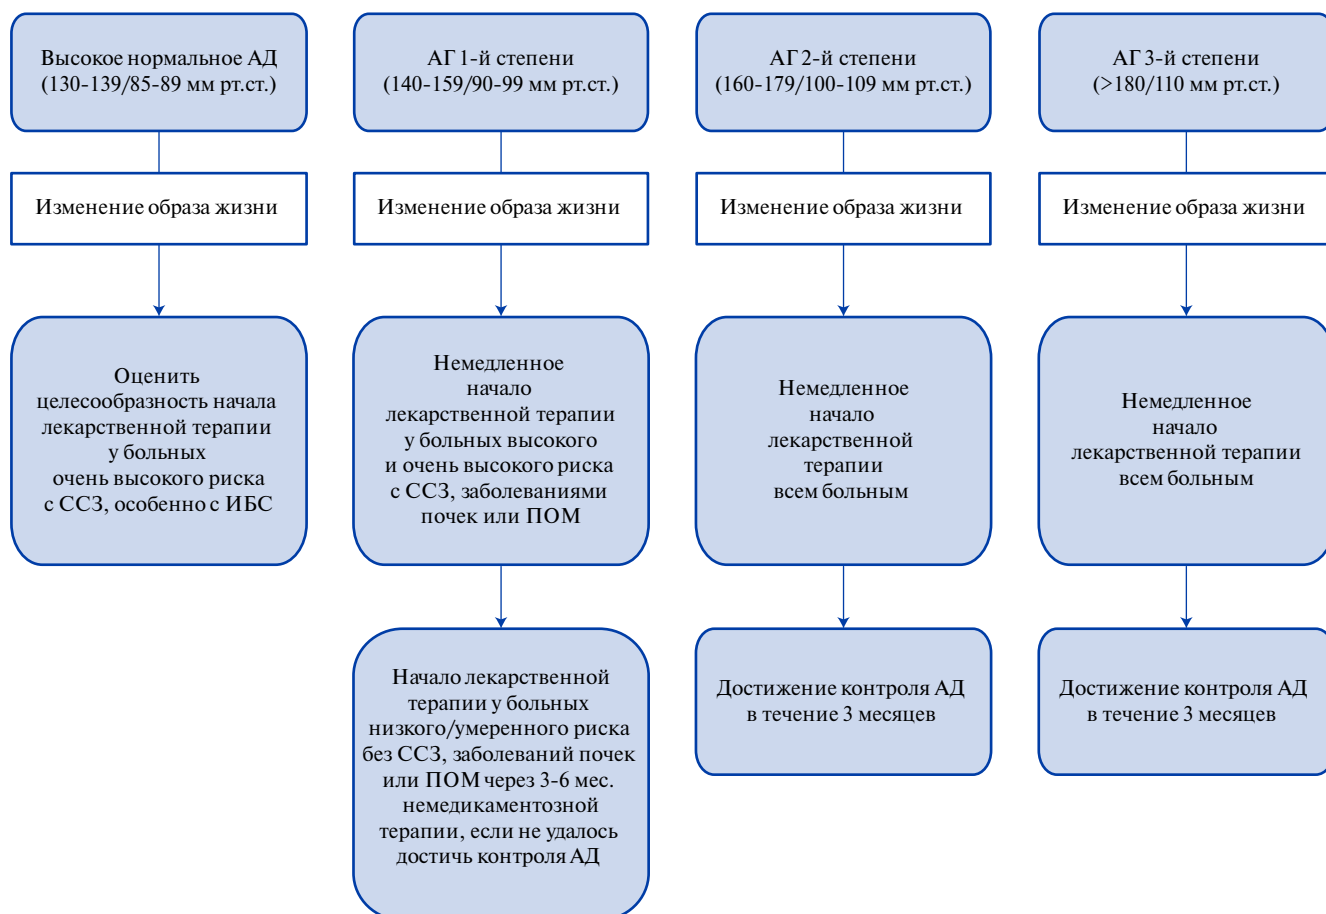 Высокое нормальное АД
(130-139/85-89 мм рт.ст.)
Изменение образа жизни
Оценить
целесообразность начала
лекарственной терапии
у больных
очень высокого риска
с ССЗ, особенно с ИБС
АГ 1-й степени
(140-159/90-99 мм рт.ст.)
Изменение образа жизни
Немедленное
начало
лекарственной терапии
у больных высокого
и очень высокого риска
с ССЗ, заболеваниями
почек или ПОМ
Начало лекарственной
терапии у больных
низкого/умеренного риска
без ССЗ, заболеваний почек
или ПОМ через 3-6 мес.
немедикаментозной
терапии, если не удалось
достичь контроля АД
АГ 2-й степени
(160-179/100-109 мм рт.ст.)
Изменение образа жизни
Немедленное
начало
лекарственной
терапии
всем больным
Достижение контроля АД
в течение 3 месяцев
АГ 3-й степени
(>180/110 мм рт.ст.)
Изменение образа жизни
Немедленное
начало
лекарственной терапии
всем больным
Достижение контроля АД
в течение 3 месяцев